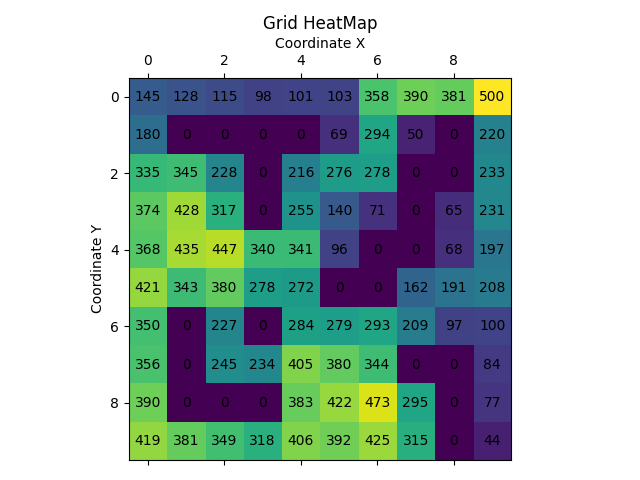 Grid HeatMap
Coordinate X
0 2 4 6 8
0 145 128 115 98 101 103 358 390 381 500
180 0 0 0 0 69 294 50 0 220
2 335 345 228 0 216 276 278 0 0 233
374 428 317 0 255 140 71 0 65 231
4 368 435 447 340 341 96 0 0 68 197
421 343 380 278 272 0 0 162 191 208
6 350 0 227 0 284 279 293 209 97 100
356 0 245 234 405 380 344 0 0 84
8 390 0 0 0 383 422 473 295 0 77
419 381 349 318 406 392 425 315 0 44
Coordinate Y